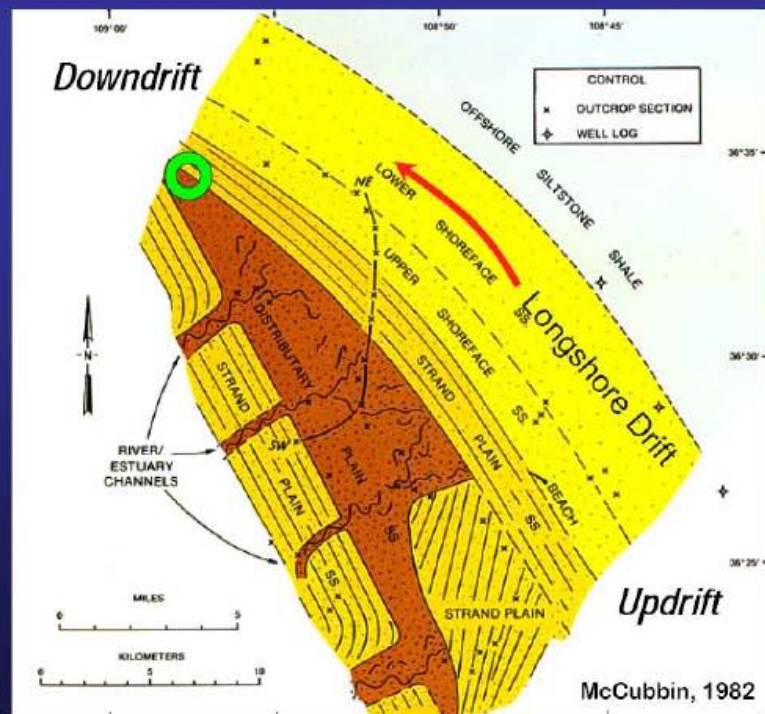 109° 00'
108° 50'
108° 45'
Downdrift
CONTROL
× OUTCROP SECTION
WELL LOG
OFFSHORE
SILTSTONE
SHALE
36° 35'
NE
LOWER
SHOREFACE
SS.
UPPER
SHOREFACE
SS
Longshore Drift
N
DISTRIBUTARY
PLAIN
SS
STRAND
PLAIN
SS
BEACH
36° 30'
STRAND
SW
PLAIN
SS
RIVER/
ESTUARY
CHANNELS
36° 25'
MILES
0 5
KILOMETERS
0 5 10
STRAND PLAIN
Updrift
McCubbin, 1982